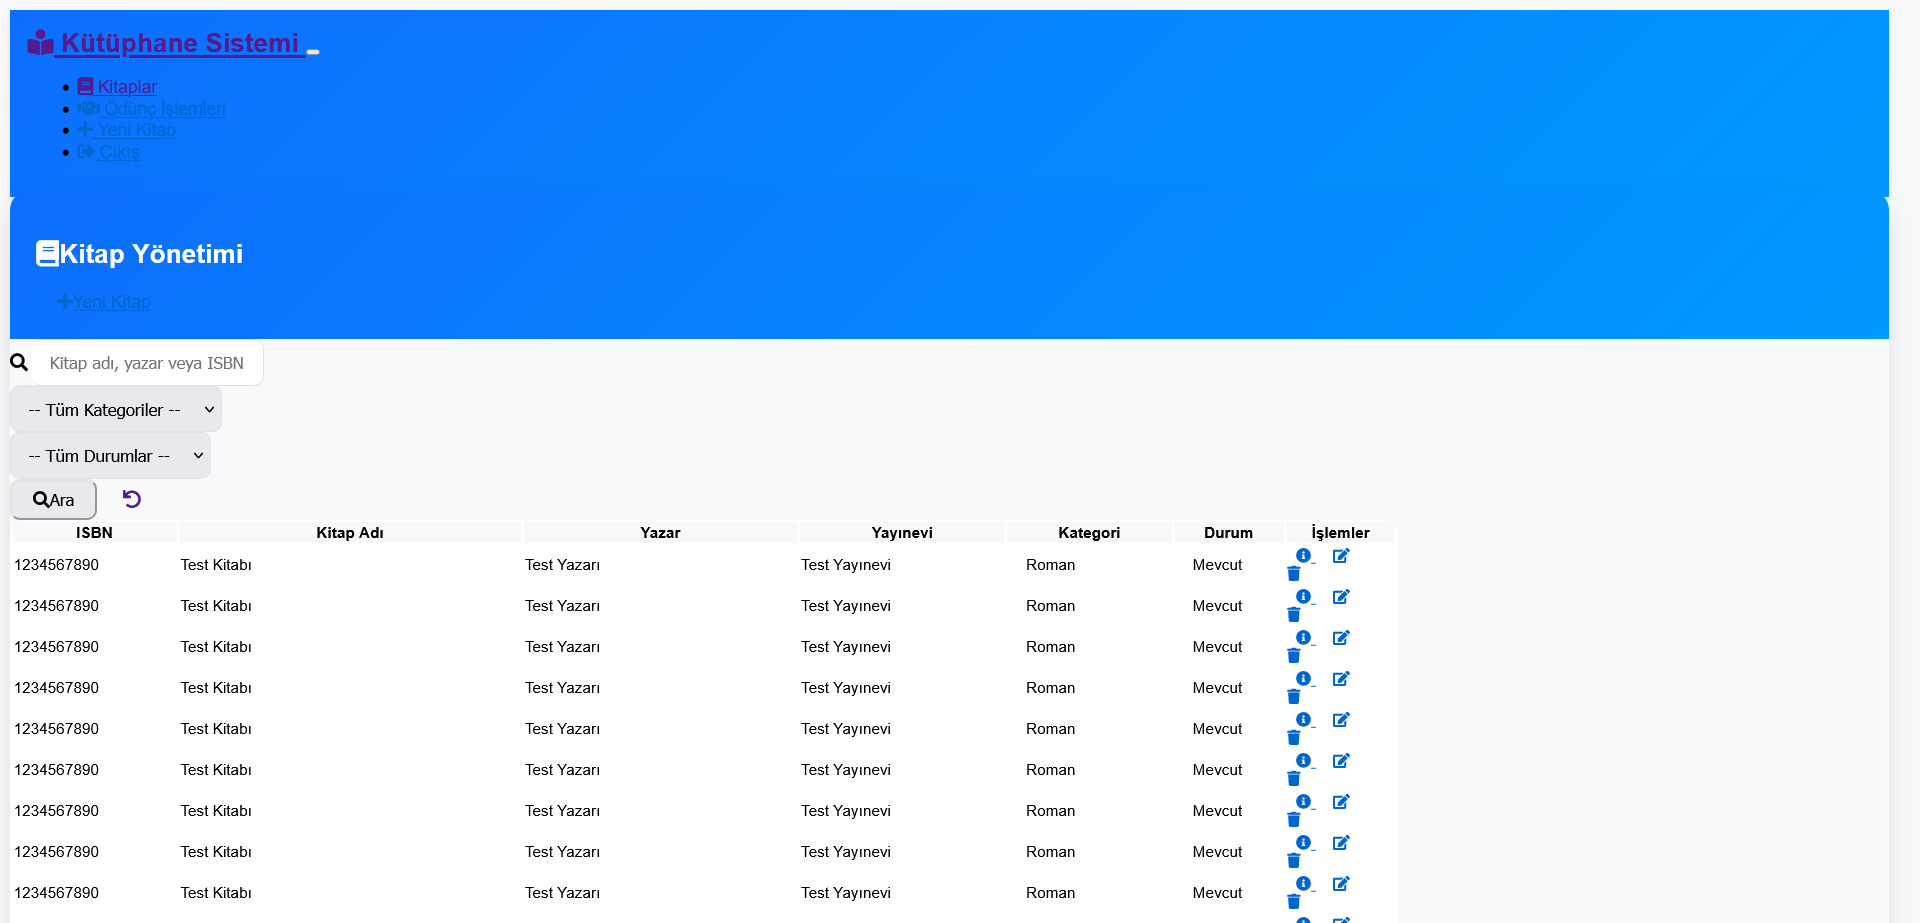 Kütüphane Sistemi
Kitaplar
Ödünç İşlemleri
Yeni Kitap
Çıkış
Kitap Yönetimi
Yeni Kitap
Kitap adı, yazar veya ISBN
-- Tüm Kategoriler --
-- Tüm Durumlar --
Ara
ISBN Kitap Adı Yazar Yayınevi Kategori Durum İşlemler
1234567890 Test Kitabı Test Yazarı Test Yayınevi Roman Mevcut
1234567890 Test Kitabı Test Yazarı Test Yayınevi Roman Mevcut
1234567890 Test Kitabı Test Yazarı Test Yayınevi Roman Mevcut
1234567890 Test Kitabı Test Yazarı Test Yayınevi Roman Mevcut
1234567890 Test Kitabı Test Yazarı Test Yayınevi Roman Mevcut
1234567890 Test Kitabı Test Yazarı Test Yayınevi Roman Mevcut
1234567890 Test Kitabı Test Yazarı Test Yayınevi Roman Mevcut
1234567890 Test Kitabı Test Yazarı Test Yayınevi Roman Mevcut
1234567890 Test Kitabı Test Yazarı Test Yayınevi Roman Mevcut